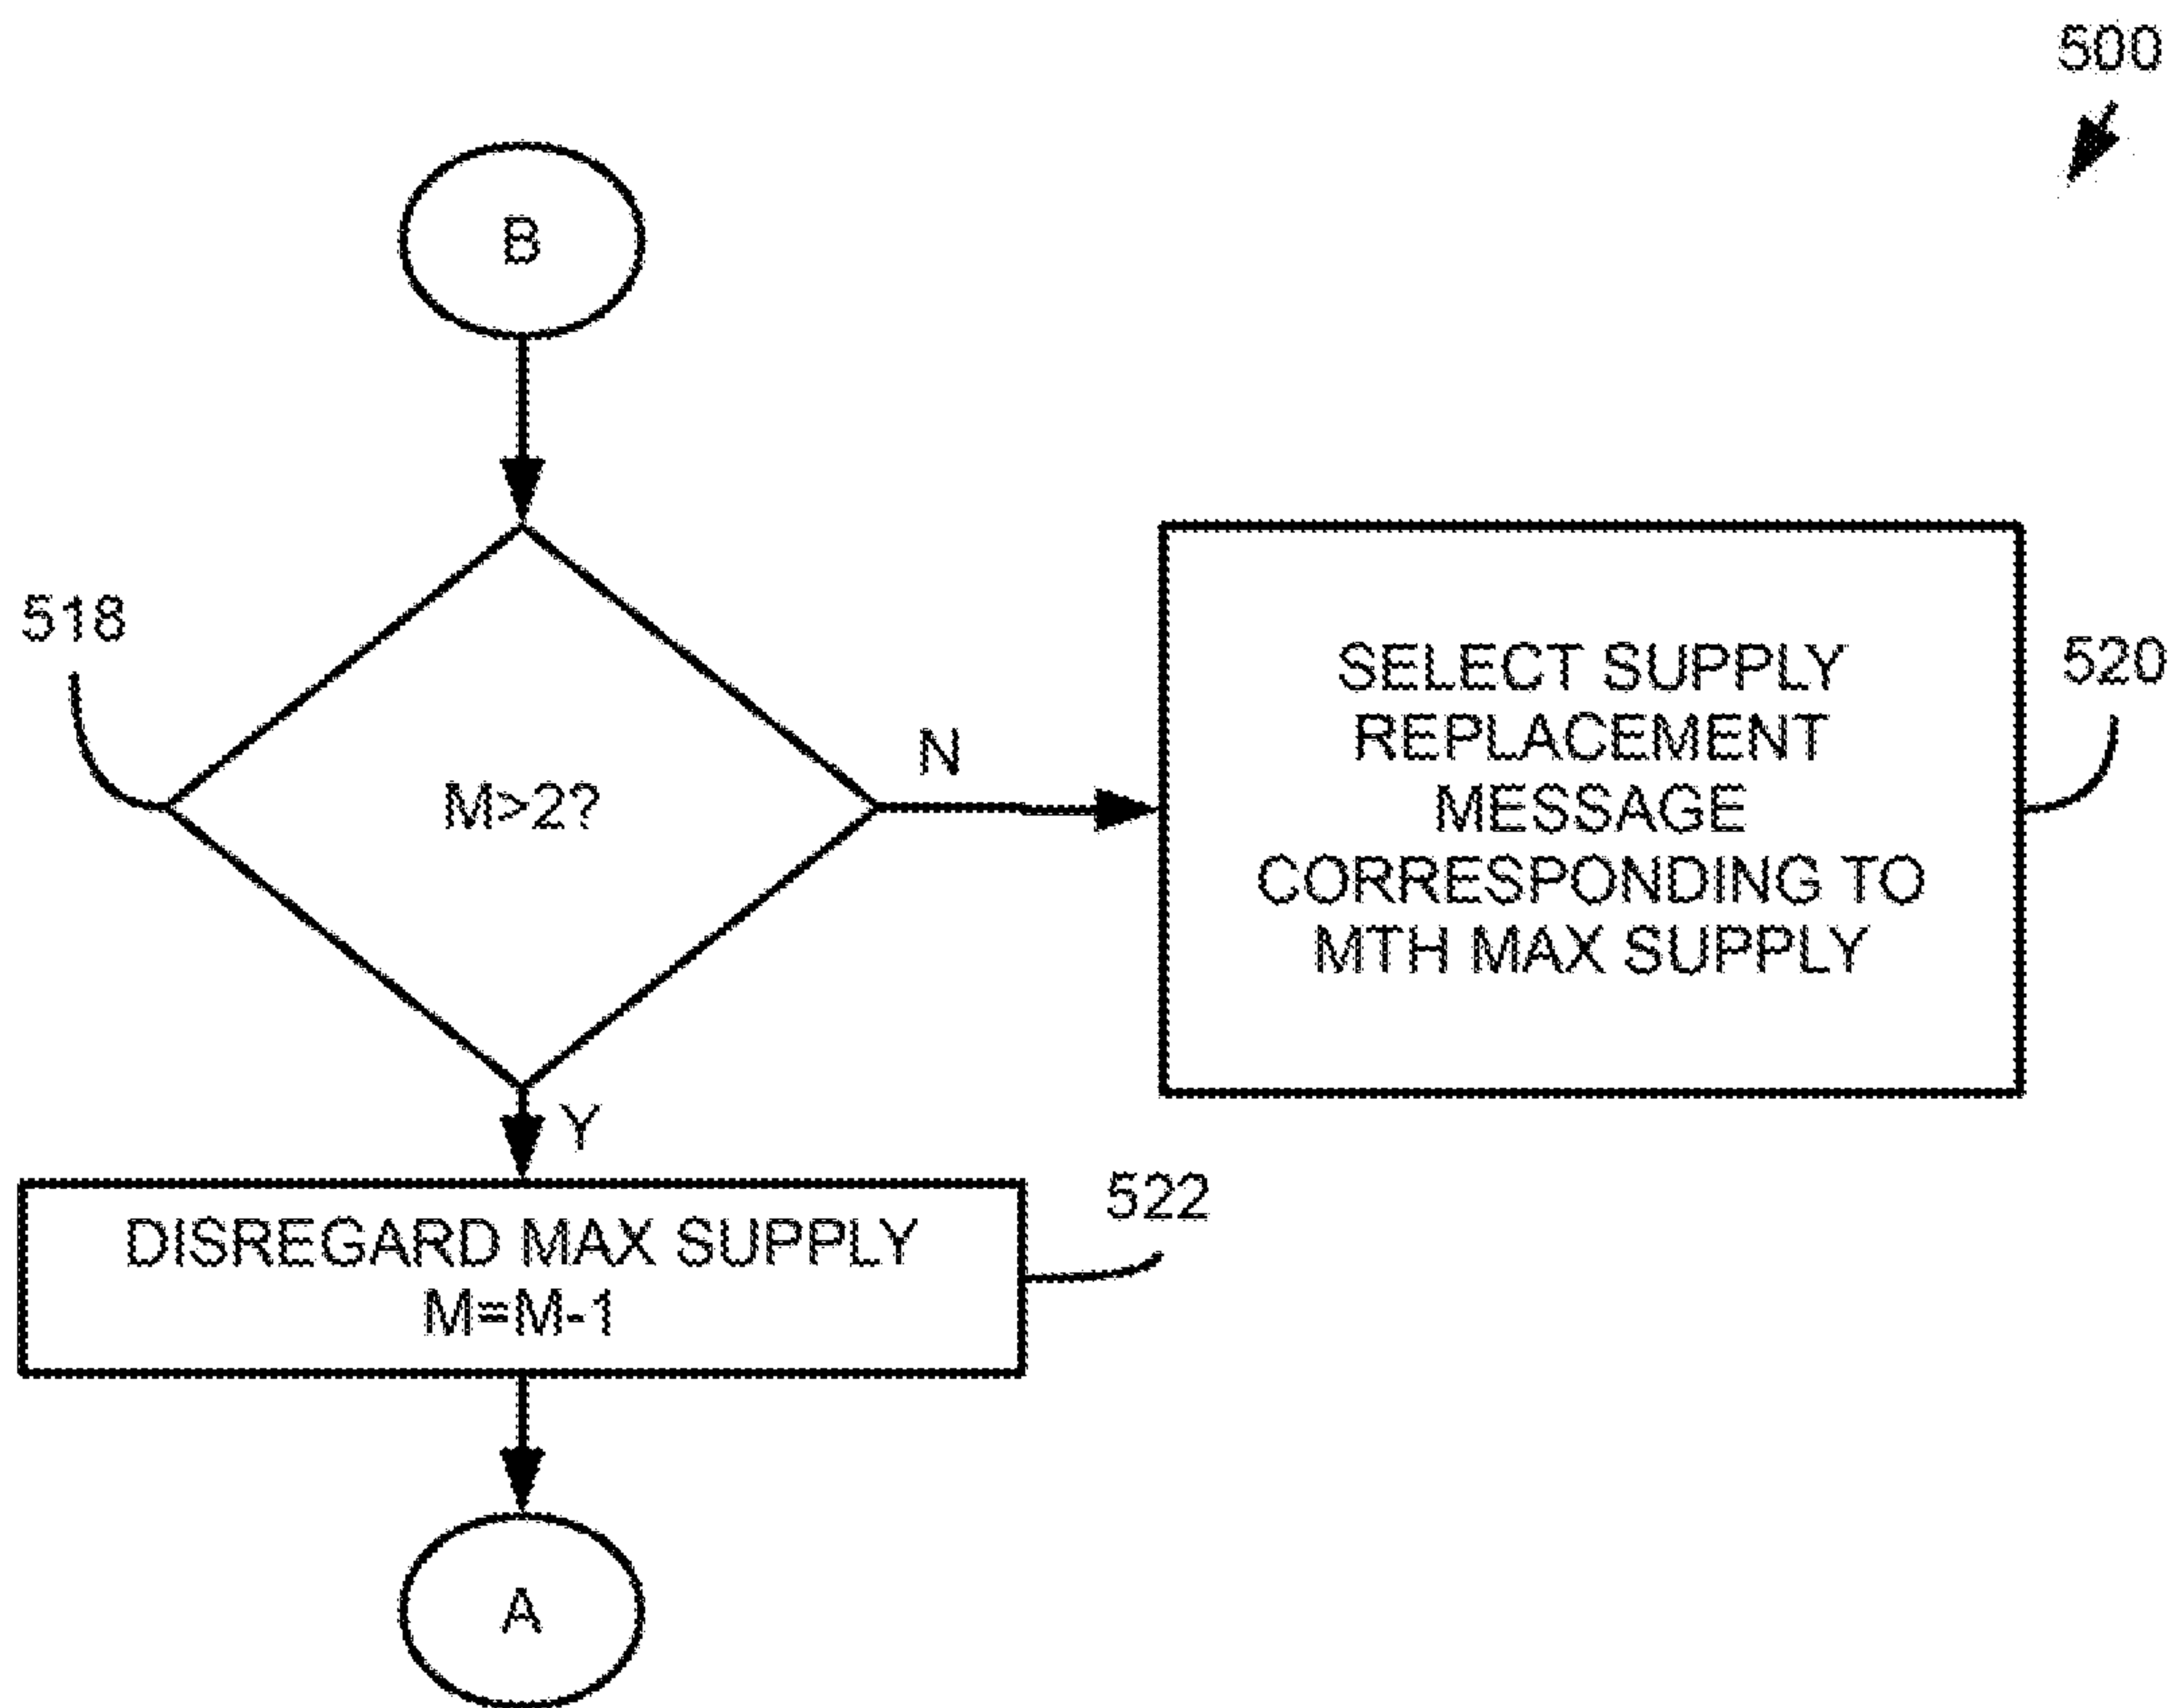 500
B
518
M>2?
N
SELECT SUPPLY
REPLACEMENT
MESSAGE
CORRESPONDING TO
MTH MAX SUPPLY
520
Y
DISREGARD MAX SUPPLY
M=M-1
522
A